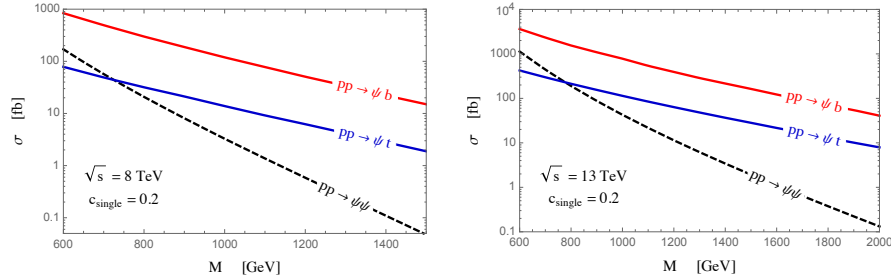 1000
100
10
1
0.1
σ [fb]
pp → ψ b
pp → ψ t
pp → ψψ
√s = 8 TeV
c_single = 0.2
600 800 1000 1200 1400
M [GeV]
10^4
1000
100
10
1
0.1
σ [fb]
pp → ψ b
pp → ψ t
pp → ψψ
√s = 13 TeV
c_single = 0.2
600 800 1000 1200 1400 1600 1800 2000
M [GeV]